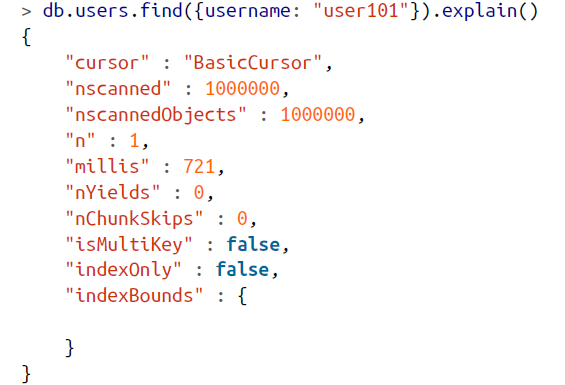 > db.users.find({username: "user101"}).explain()
{
    "cursor" : "BasicCursor",
    "nscanned" : 1000000,
    "nscannedObjects" : 1000000,
    "n" : 1,
    "millis" : 721,
    "nYields" : 0,
    "nChunkSkips" : 0,
    "isMultiKey" : false,
    "indexOnly" : false,
    "indexBounds" : {

    }
}